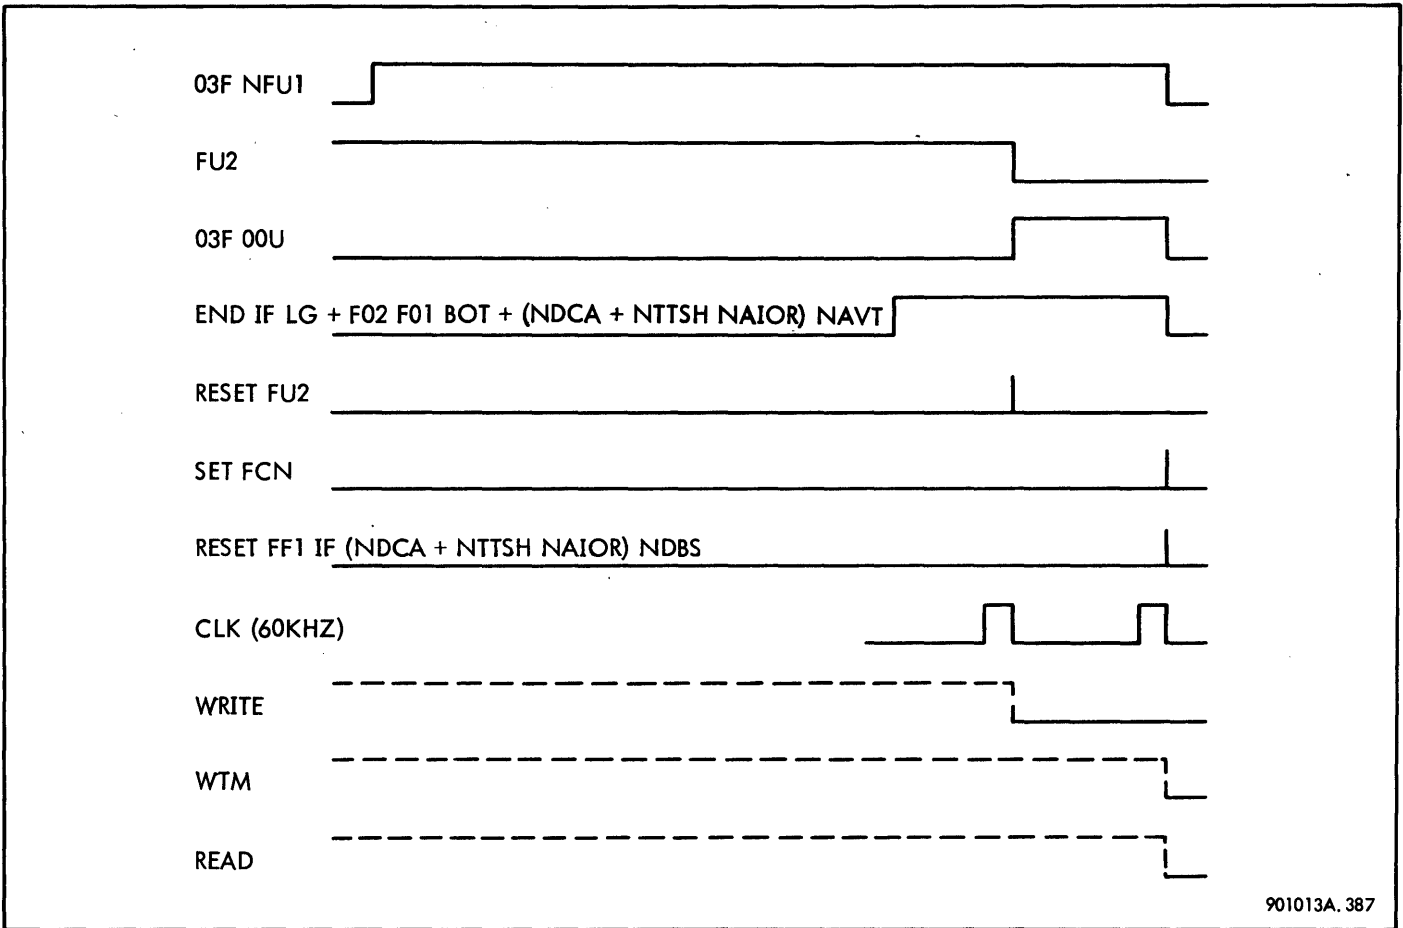 03F NFU1
FU2
03F 00U
END IF LG + F02 F01 BOT + (NDCA + NTTSH NAIOR) NAVT
RESET FU2
SET FCN
RESET FF1 IF (NDCA + NTTSH NAIOR) NDBS
CLK (60KHZ)
WRITE
WTM
READ
901013A.387